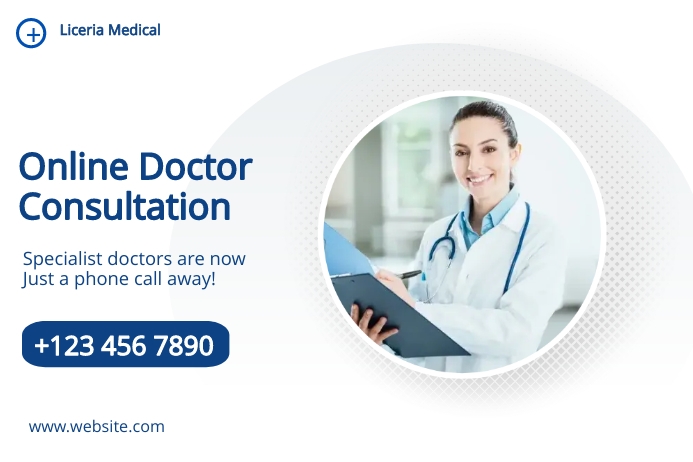 Liceria Medical
Online Doctor
Consultation
Specialist doctors are now
Just a phone call away!
+123 456 7890
www.website.com